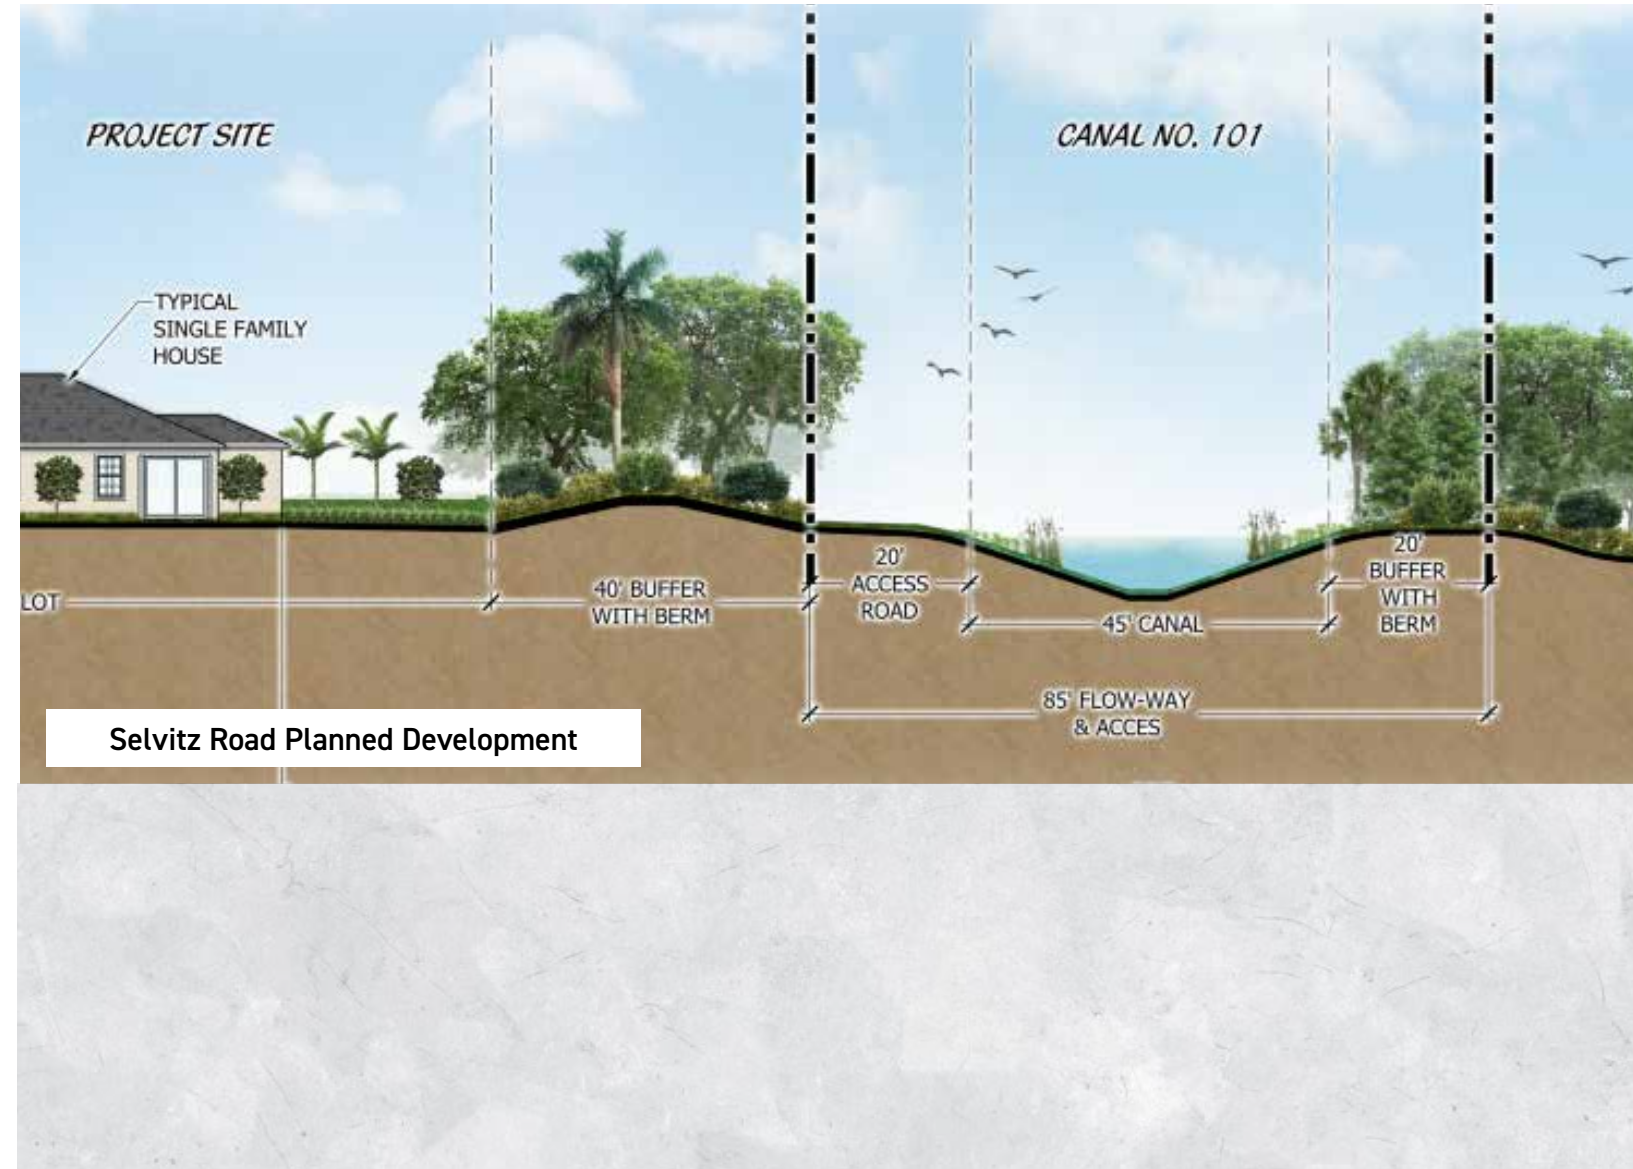 PROJECT SITE
CANAL NO. 101
TYPICAL
SINGLE FAMILY
HOUSE
LOT
40' BUFFER
WITH BERM
20'
ACCESS
ROAD
45' CANAL
20'
BUFFER
WITH
BERM
85' FLOW-WAY
& ACCES
Selvitz Road Planned Development